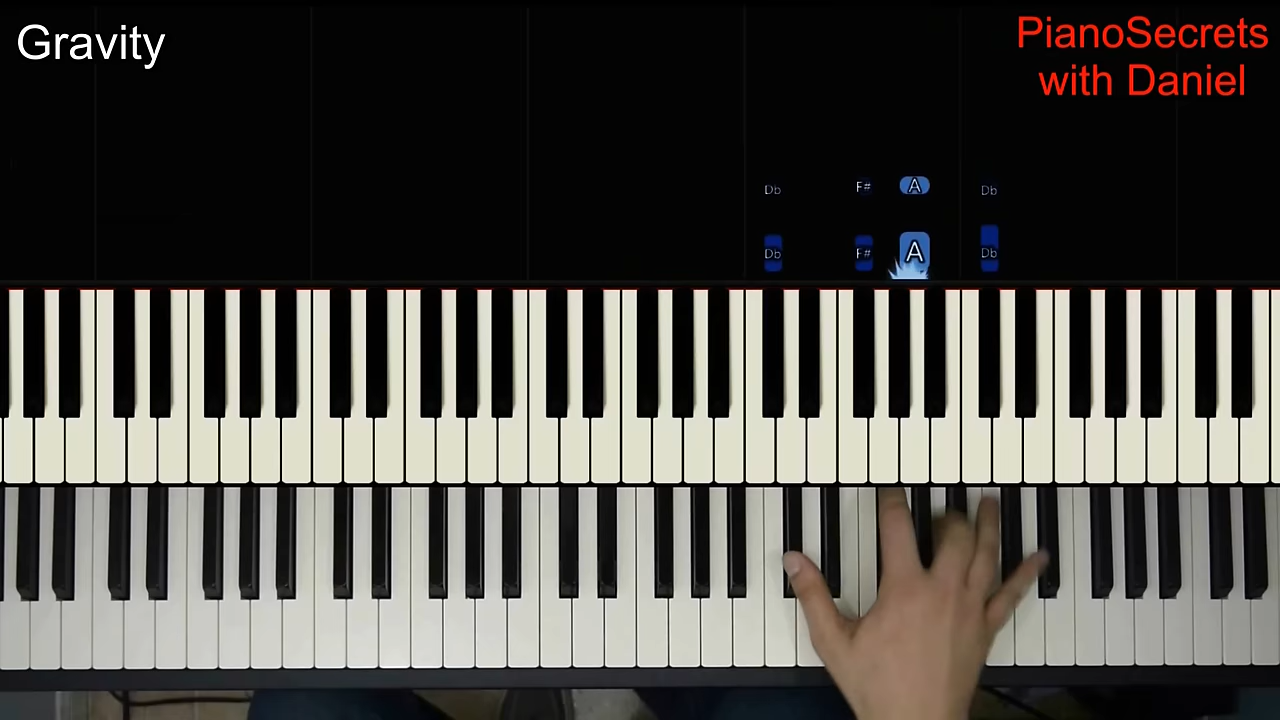 Gravity
PianoSecrets
with Daniel
Db F# A Db
Db F# A Db